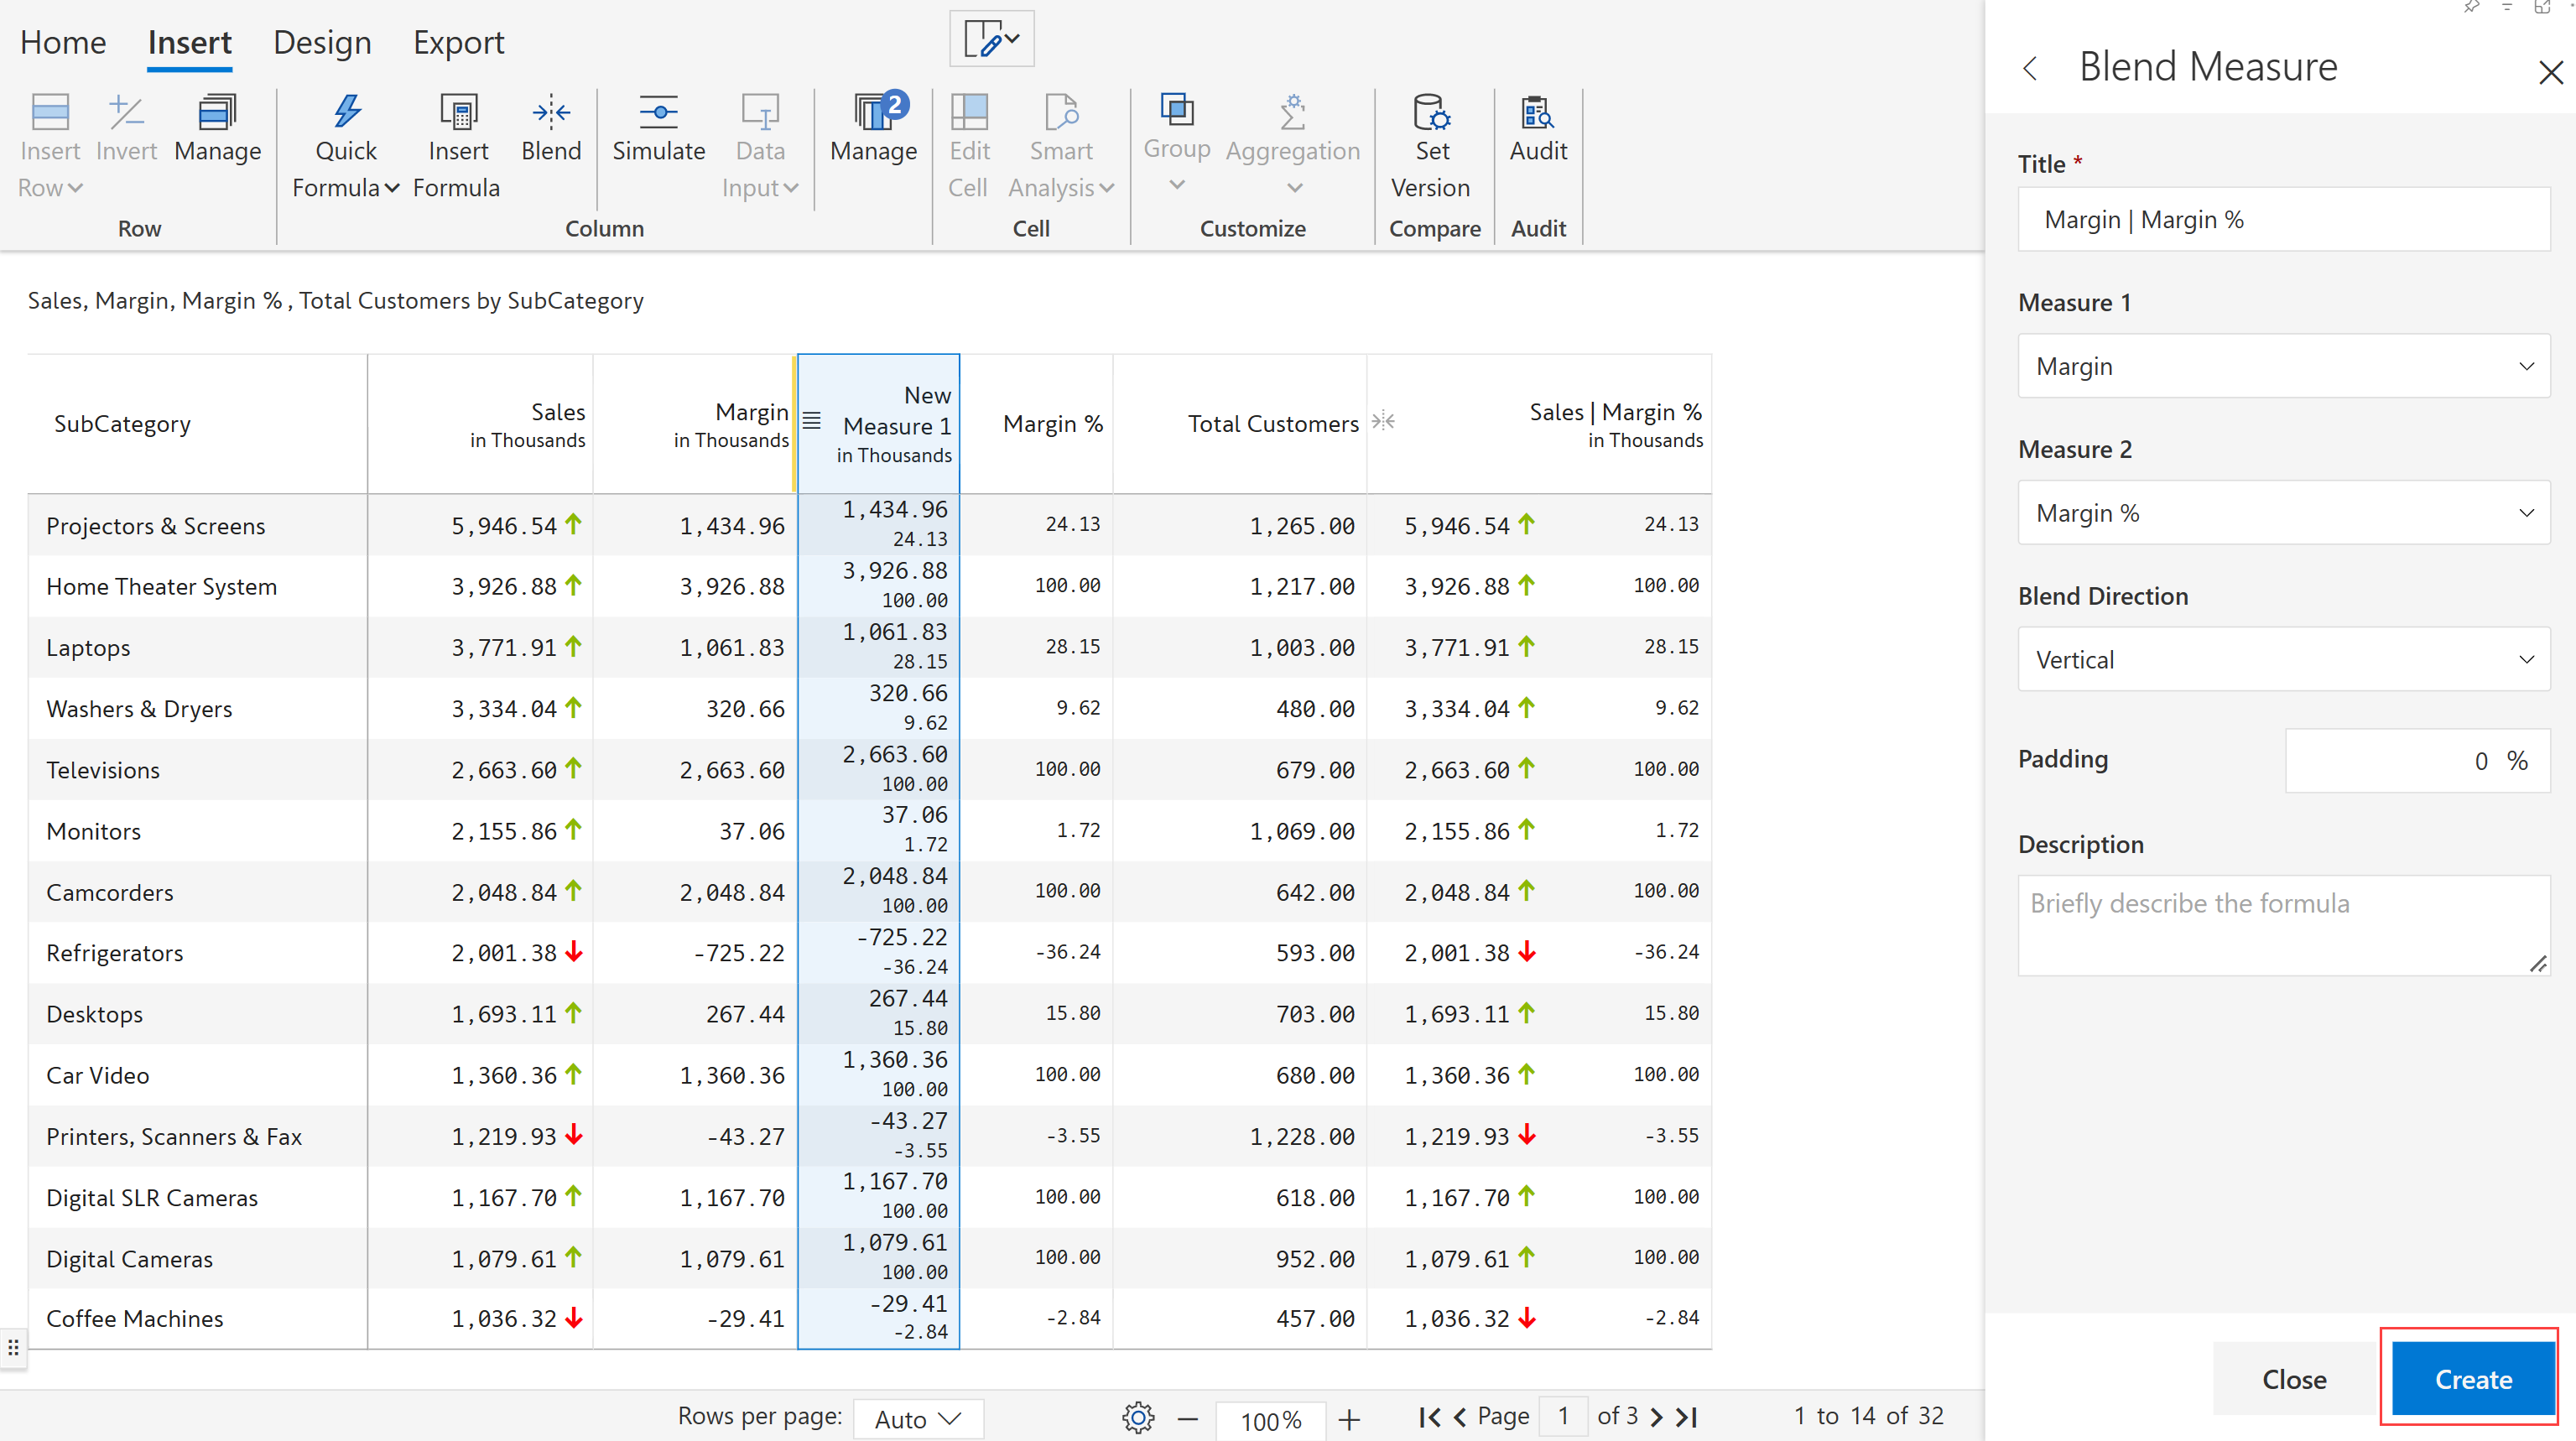 Home Insert Design Export
Insert Row Invert Manage Quick Formula Insert Formula Blend Simulate Data Input Manage 2 Edit Cell Smart Analysis Group Aggregation Set Version Audit
Row Column Cell Customize Compare Audit
Sales, Margin, Margin % , Total Customers by SubCategory
SubCategory Sales in Thousands Margin in Thousands New Measure 1 in Thousands Margin % Total Customers Sales | Margin % in Thousands
Projectors & Screens 5,946.54 1,434.96 1,434.96 24.13 24.13 1,265.00 5,946.54 24.13
Home Theater System 3,926.88 3,926.88 3,926.88 100.00 100.00 1,217.00 3,926.88 100.00
Laptops 3,771.91 1,061.83 1,061.83 28.15 28.15 1,003.00 3,771.91 28.15
Washers & Dryers 3,334.04 320.66 320.66 9.62 9.62 480.00 3,334.04 9.62
Televisions 2,663.60 2,663.60 2,663.60 100.00 100.00 679.00 2,663.60 100.00
Monitors 2,155.86 37.06 37.06 1.72 1.72 1,069.00 2,155.86 1.72
Camcorders 2,048.84 2,048.84 2,048.84 100.00 100.00 642.00 2,048.84 100.00
Refrigerators 2,001.38 -725.22 -725.22 -36.24 -36.24 593.00 2,001.38 -36.24
Desktops 1,693.11 267.44 267.44 15.80 15.80 703.00 1,693.11 15.80
Car Video 1,360.36 1,360.36 1,360.36 100.00 100.00 680.00 1,360.36 100.00
Printers, Scanners & Fax 1,219.93 -43.27 -43.27 -3.55 -3.55 1,228.00 1,219.93 -3.55
Digital SLR Cameras 1,167.70 1,167.70 1,167.70 100.00 100.00 618.00 1,167.70 100.00
Digital Cameras 1,079.61 1,079.61 1,079.61 100.00 100.00 952.00 1,079.61 100.00
Coffee Machines 1,036.32 -29.41 -29.41 -2.84 -2.84 457.00 1,036.32 -2.84
Rows per page: Auto 100% Page 1 of 3 1 to 14 of 32
Blend Measure
Title *
Margin | Margin %
Measure 1
Margin
Measure 2
Margin %
Blend Direction
Vertical
Padding 0 %
Description
Briefly describe the formula
Close Create